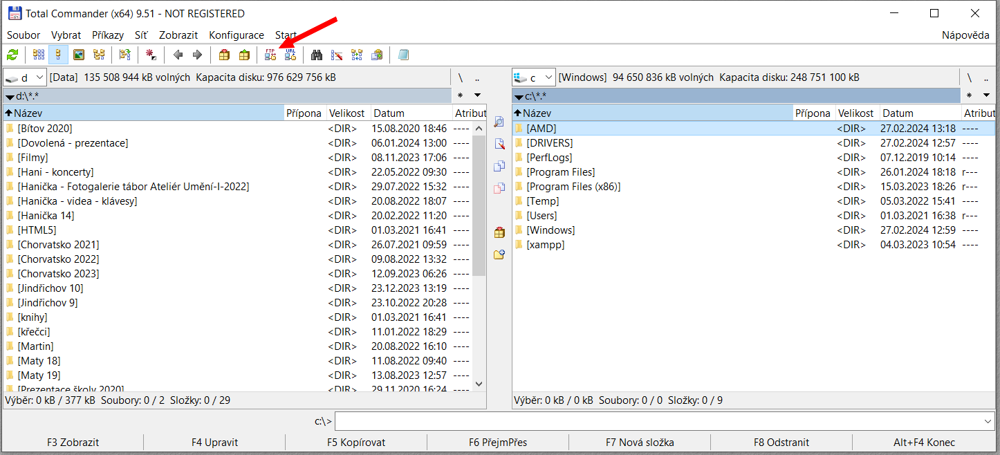 Total Commander (x64) 9.51 - NOT REGISTERED
Soubor Vybrat Příkazy Síť Zobrazit Konfigurace Start Nápověda
FTP URL
d [Data] 135 508 944 kB volných Kapacita disku: 976 629 756 kB \ ..
d:\*.* * 
Název Přípona Velikost Datum Atribut
[Bítov 2020] <DIR> 15.08.2020 18:46 ----
[Dovolená - prezentace] <DIR> 06.01.2024 13:00 ----
[Filmy] <DIR> 08.11.2023 17:06 ----
[Hani - koncerty] <DIR> 22.05.2022 09:30 ----
[Hanička - Fotogalerie tábor Ateliér Umění-I-2022] <DIR> 29.07.2022 15:32 ----
[Hanička - videa - klávesy] <DIR> 20.08.2022 18:07 ----
[Hanička 14] <DIR> 20.02.2022 11:20 ----
[HTML5] <DIR> 01.03.2021 16:41 ----
[Chorvatsko 2021] <DIR> 26.07.2021 09:59 ----
[Chorvatsko 2022] <DIR> 09.08.2022 13:32 ----
[Chorvatsko 2023] <DIR> 12.09.2023 06:26 ----
[Jindřichov 10] <DIR> 23.12.2023 13:19 ----
[Jindřichov 9] <DIR> 23.10.2022 20:28 ----
[knihy] <DIR> 01.03.2021 16:41 ----
[křečci] <DIR> 11.01.2022 18:29 ----
[Martin] <DIR> 20.08.2022 16:10 ----
[Maty 18] <DIR> 11.08.2022 09:40 ----
[Maty 19] <DIR> 13.08.2023 12:57 ----
[Prezentace školy 2020] <DIR> 29.11.2020 16:24 ----
Výběr: 0 kB / 377 kB Soubory: 0 / 2 Složky: 0 / 29
c [Windows] 94 650 836 kB volných Kapacita disku: 248 751 100 kB \ ..
c:\*.* *
Název Přípona Velikost Datum Atribut
[AMD] <DIR> 27.02.2024 13:18 ----
[DRIVERS] <DIR> 27.02.2024 12:57 ----
[PerfLogs] <DIR> 07.12.2019 10:14 ----
[Program Files] <DIR> 26.01.2024 18:18 r---
[Program Files (x86)] <DIR> 15.03.2023 18:26 r---
[Temp] <DIR> 05.03.2022 15:41 ----
[Users] <DIR> 01.03.2021 16:38 r---
[Windows] <DIR> 27.02.2024 12:59 ----
[xampp] <DIR> 04.03.2023 10:54 ----
Výběr: 0 kB / 0 kB Soubory: 0 / 0 Složky: 0 / 9
c:\>
F3 Zobrazit F4 Upravit F5 Kopírovat F6 PřejmPřes F7 Nová složka F8 Odstranit Alt+F4 Konec